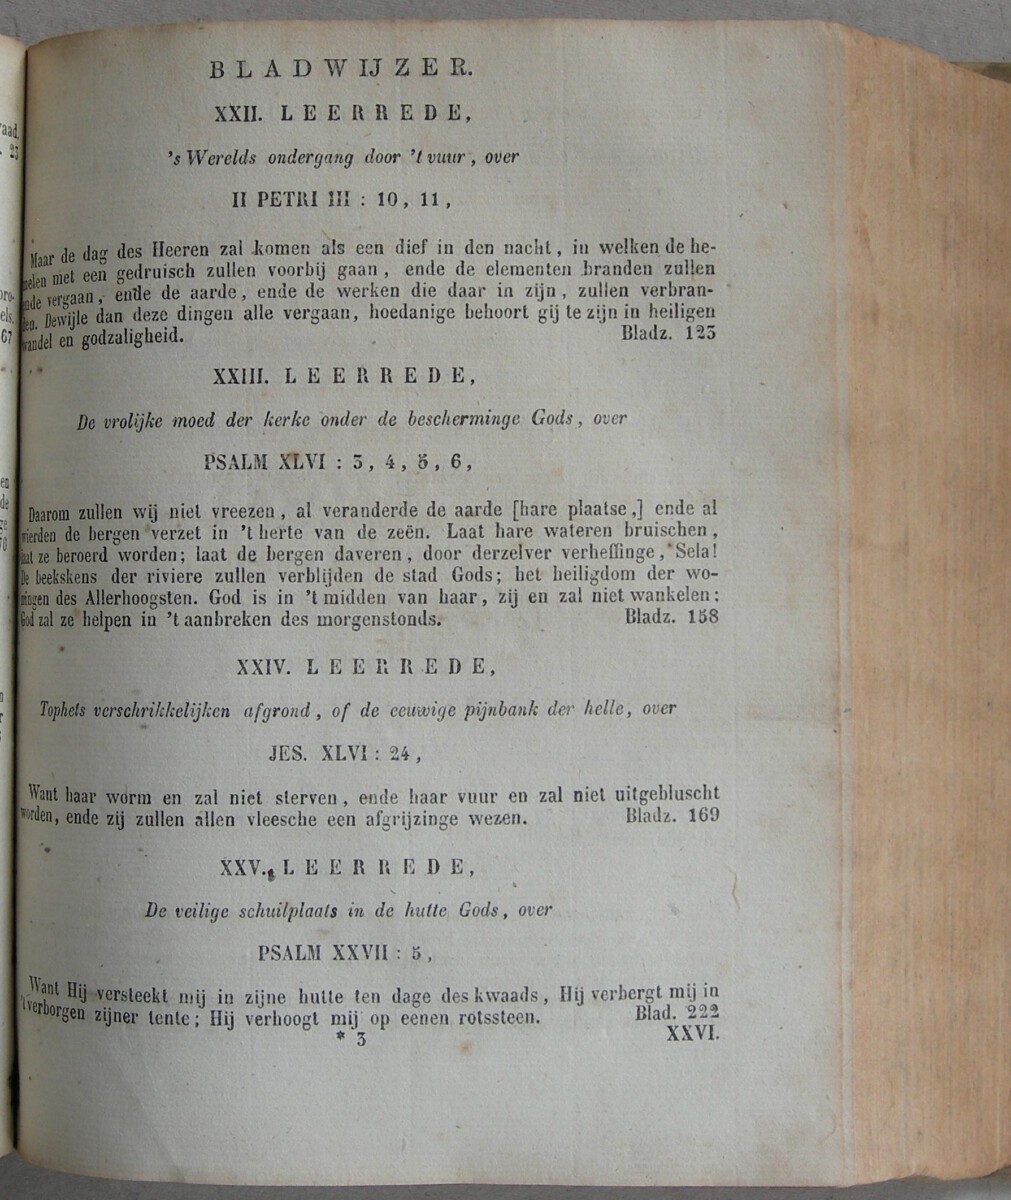 BLADWIJZER.
XXII. LEERREDE,
's Werelds ondergang door 't vuur, over
II PETRI III : 10, 11,
Maar de dag des Heeren zal komen als een dief in den nacht, in welken de he-
melen met een gedruisch zullen voorbij gaan, ende de elementen branden zullen
ende vergaan, ende de aarde, ende de werken die daar in zijn, zullen verbran-
den. Dewijle dan deze dingen alle vergaan, hoedanige behoort gij te zijn in heiligen
wandel en godzaligheid. Bladz. 123
XXIII. LEERREDE,
De vrolijke moed der kerke onder de bescherminge Gods, over
PSALM XLVI : 3, 4, 5, 6,
Daarom zullen wij niet vreezen, al veranderde de aarde [hare plaatse,] ende al
wierden de bergen verzet in 't herte van de zeën. Laat hare wateren bruischen,
laat ze beroerd worden; laat de bergen daveren, door derzelver verheffinge, Sela!
De beekskens der riviere zullen verblijden de stad Gods; het heiligdom der wo-
ningen des Allerhoogsten. God is in 't midden van haar, zij en zal niet wankelen:
God zal ze helpen in 't aanbreken des morgenstonds. Bladz. 158
XXIV. LEERREDE,
Tophets verschrikkelijken afgrond, of de eeuwige pijnbank der helle, over
JES. XLVI : 24,
Want haar worm en zal niet sterven, ende haar vuur en zal niet uitgebluscht
worden, ende zij zullen allen vleesche een afgrijzinge wezen. Bladz. 169
XXV. LEERREDE,
De veilige schuilplaats in de hutte Gods, over
PSALM XXVII : 5,
Want Hij versteekt mij in zijne hutte ten dage des kwaads, Hij verbergt mij in
't verborgen zijner tente; Hij verhoogt mij op eenen rotssteen. Blad. 222
* 3 XXVI.